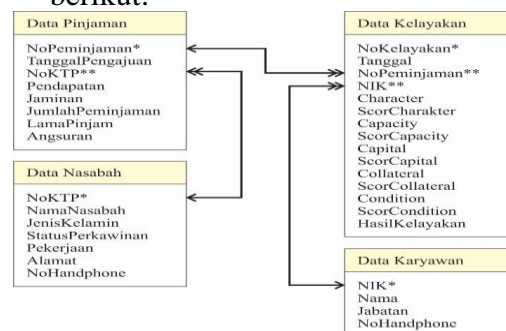 berikut:
Data Pinjaman
NoPeminjaman*
TanggalPengajuan
NoKTP**
Pendapatan
Jaminan
JumlahPeminjaman
LamaPinjam
Angsuran
Data Nasabah
NoKTP*
NamaNasabah
JenisKelamin
StatusPerkawinan
Pekerjaan
Alamat
NoHandphone
Data Kelayakan
NoKelayakan*
Tanggal
NoPeminjaman**
NIK**
Character
ScorCharakter
Capacity
ScorCapacity
Capital
ScorCapital
Collateral
ScorCollateral
Condition
ScorCondition
HasilKelayakan
Data Karyawan
NIK*
Nama
Jabatan
NoHandphone